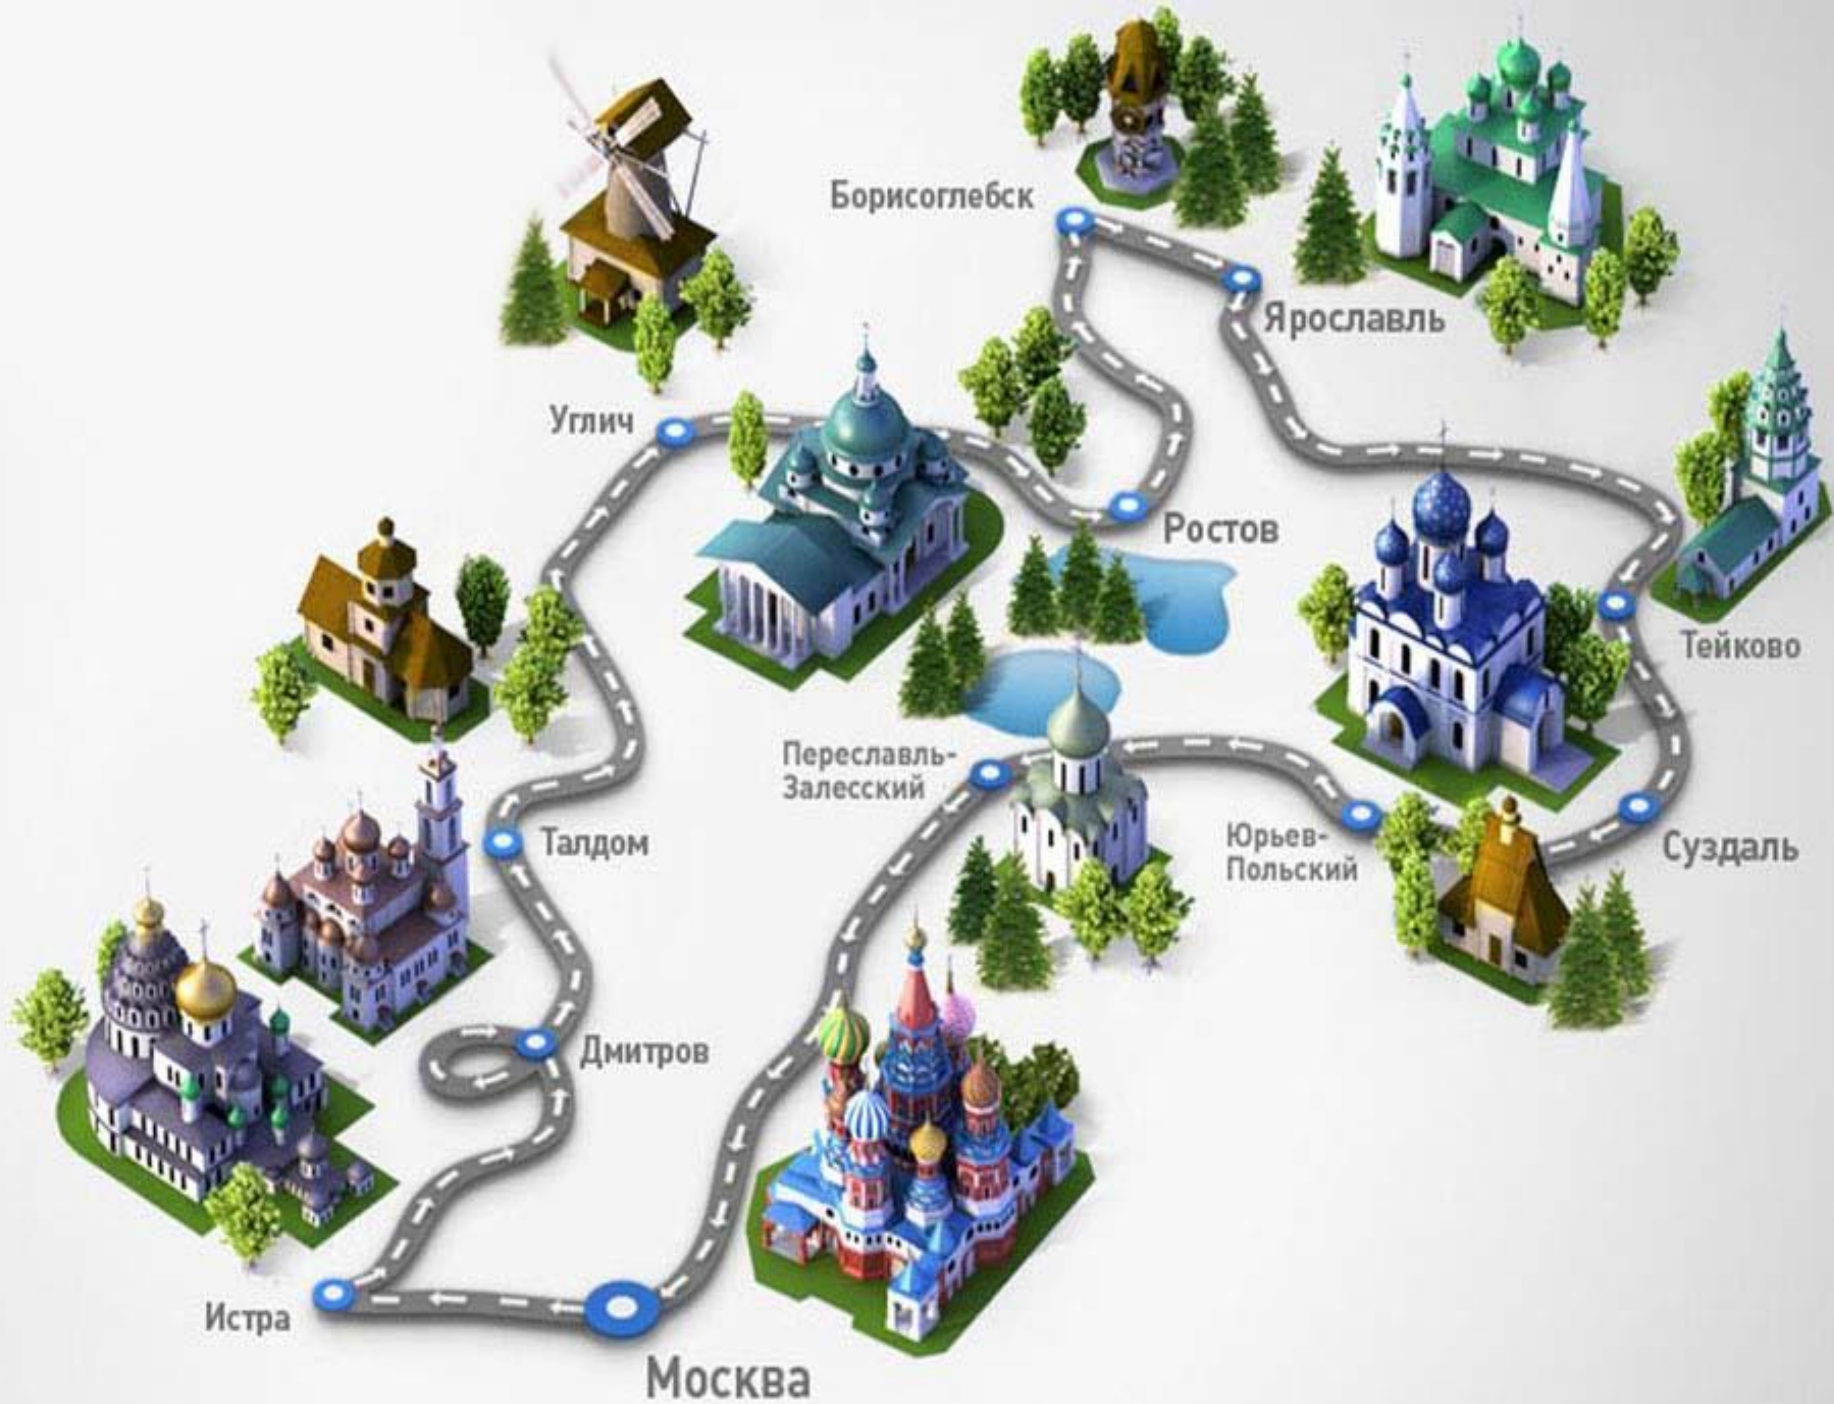 Борисоглебск
Ярославль
Углич
Ростов
Тейково
Переславль-
Залесский
Юрьев-
Польский
Суздаль
Талдом
Дмитров
Истра
Москва